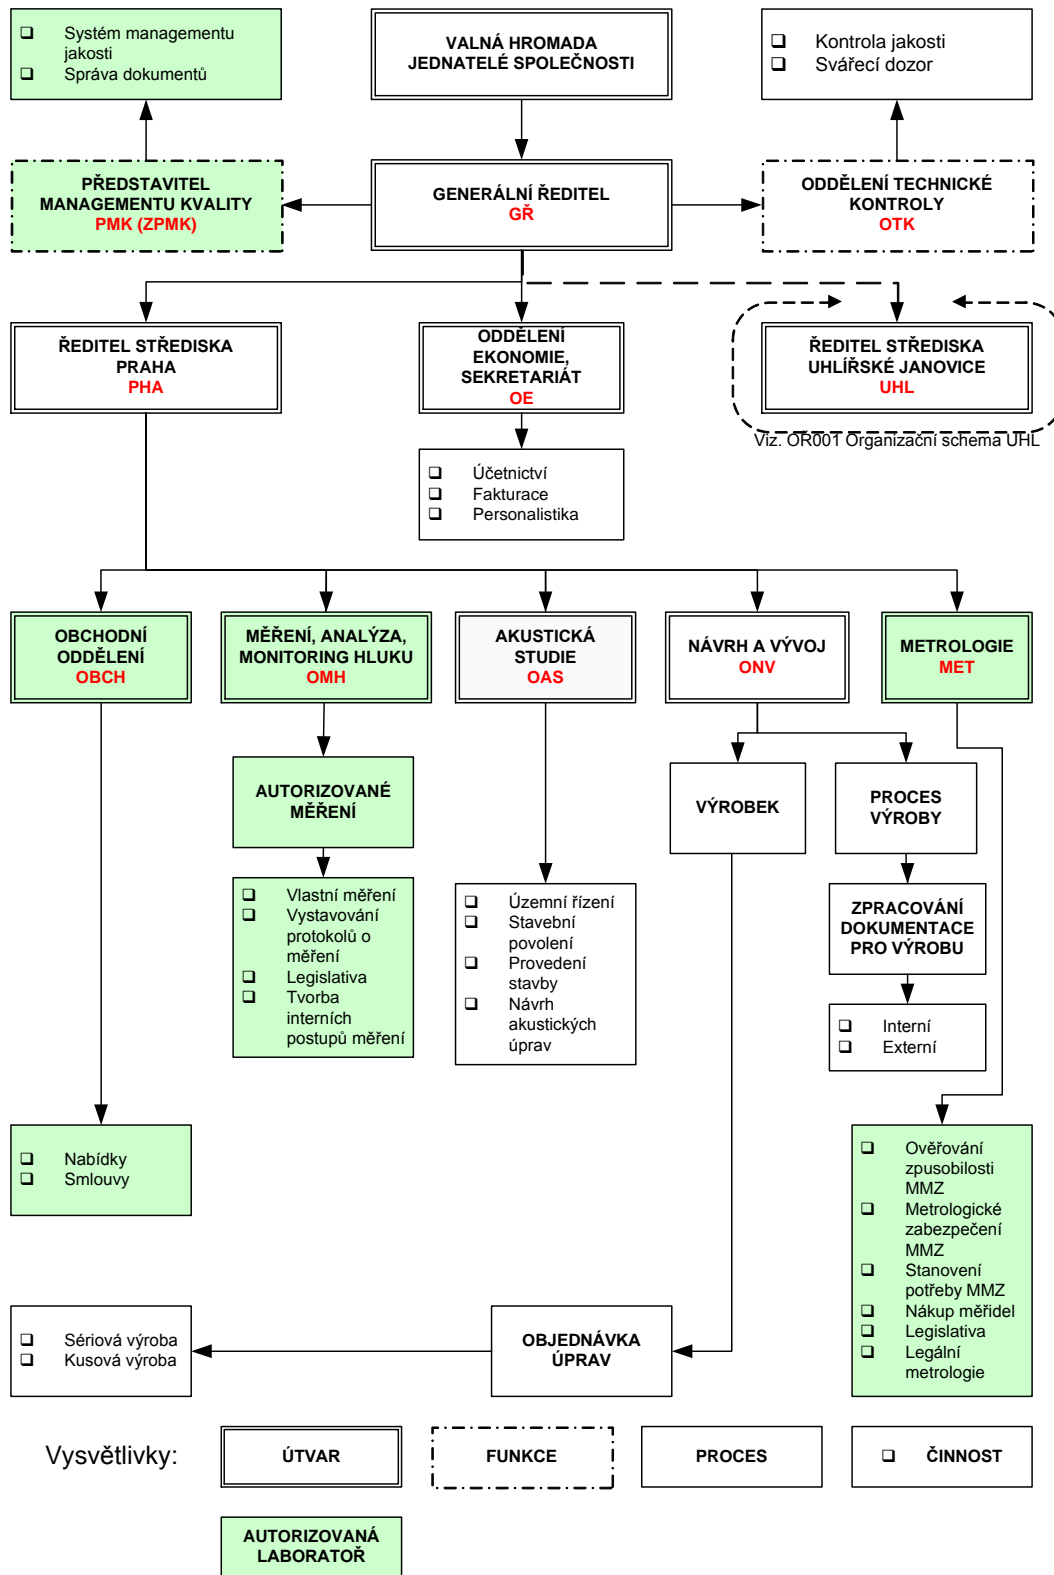 Systém managementu
jakosti
Správa dokumentů
VALNÁ HROMADA
JEDNATELÉ SPOLEČNOSTI
Kontrola jakosti
Svářecí dozor
PŘEDSTAVITEL
MANAGEMENTU KVALITY
PMK (ZPMK)
GENERÁLNÍ ŘEDITEL
GŘ
ODDĚLENÍ TECHNICKÉ
KONTROLY
OTK
ŘEDITEL STŘEDISKA
PRAHA
PHA
ODDĚLENÍ
EKONOMIE,
SEKRETARIÁT
OE
ŘEDITEL STŘEDISKA
UHLÍŘSKÉ JANOVICE
UHL
Viz. OŘ001 Organizační schema UHL
Účetnictví
Fakturace
Personalistika
OBCHODNÍ
ODDĚLENÍ
OBCH
MĚŘENÍ, ANALÝZA,
MONITORING HLUKU
OMH
AKUSTICKÁ
STUDIE
OAS
NÁVRH A VÝVOJ
ONV
METROLOGIE
MET
AUTORIZOVANÉ
MĚŘENÍ
VÝROBEK
PROCES
VÝROBY
Vlastní měření
Vystavování
protokolů o
měření
Legislativa
Tvorba
interních
postupů měření
Územní řízení
Stavební
povolení
Provedení
stavby
Návrh
akustických
úprav
ZPRACOVÁNÍ
DOKUMENTACE
PRO VÝROBU
Interní
Externí
Nabídky
Smlouvy
Ověřování
zpusobilosti
MMZ
Metrologické
zabezpečení
MMZ
Stanovení
potřeby MMZ
Nákup měřidel
Legislativa
Legální
metrologie
Sériová výroba
Kusová výroba
OBJEDNÁVKA
ÚPRAV
Vysvětlivky:
ÚTVAR
FUNKCE
PROCES
ČINNOST
AUTORIZOVANÁ
LABORATOŘ